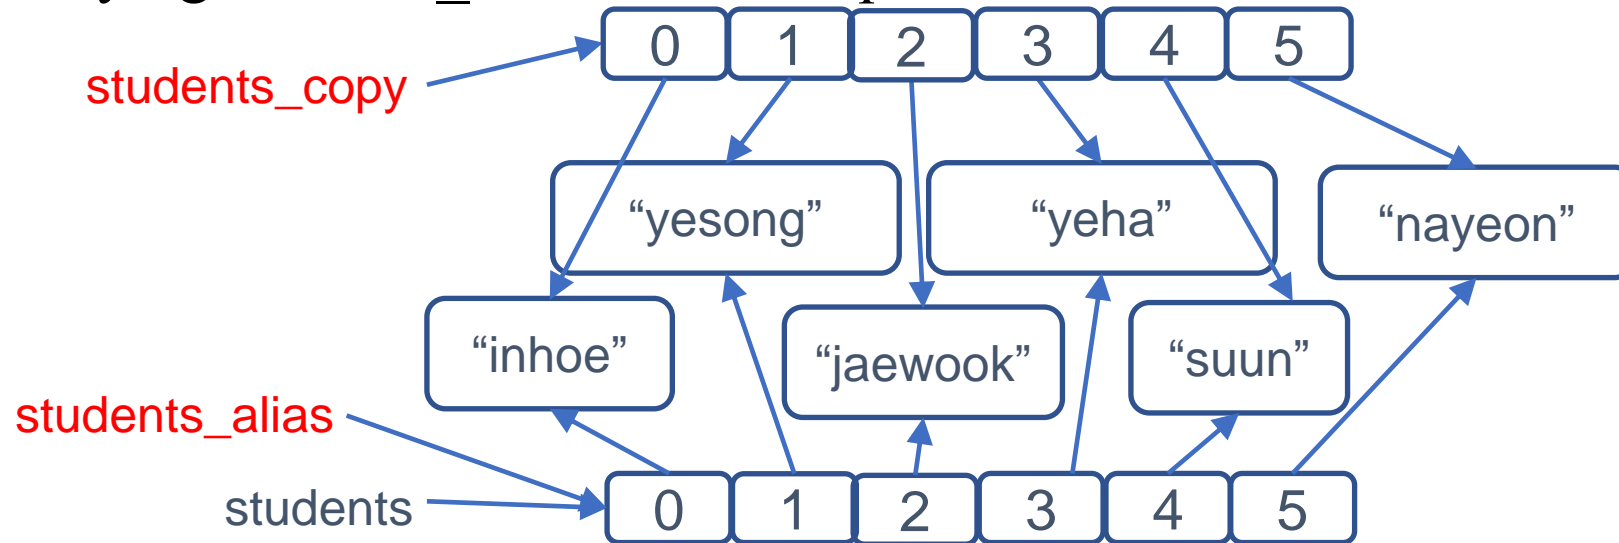 0 1 2 3 4 5
students_copy
“yesong” “yeha” “nayeon”
“inhoe” “jaewook” “suun”
students_alias
students 0 1 2 3 4 5